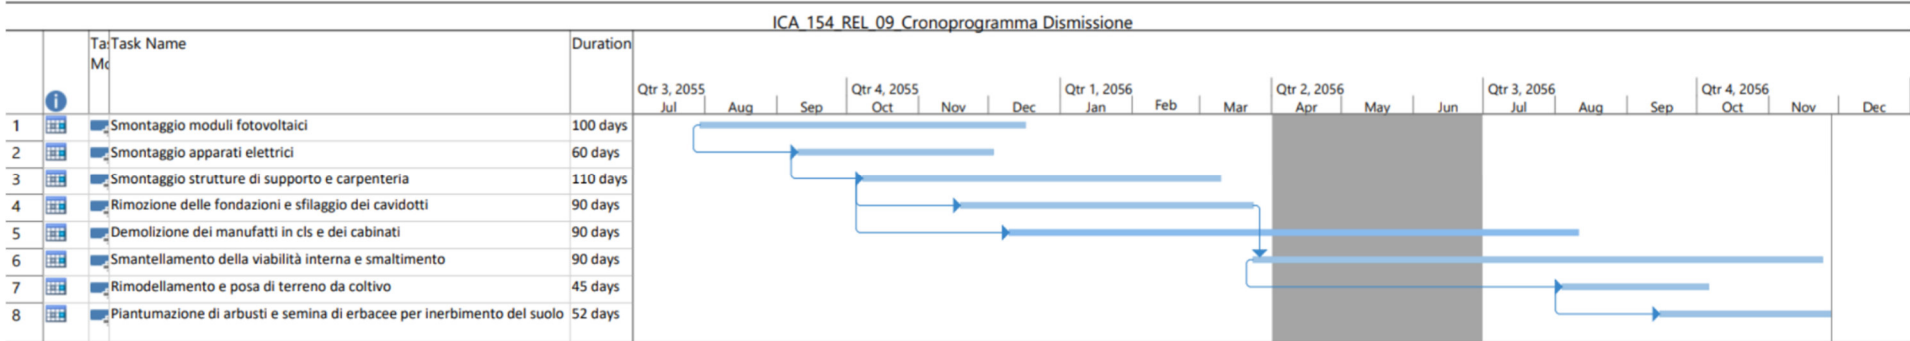 ICA_154_REL_09_Cronoprogramma Dismissione
Ta: Task Name Duration
Mo
Qtr 3, 2055 Qtr 4, 2055 Qtr 1, 2056 Qtr 2, 2056 Qtr 3, 2056 Qtr 4, 2056
Jul Aug Sep Oct Nov Dec Jan Feb Mar Apr May Jun Jul Aug Sep Oct Nov Dec
1 Smontaggio moduli fotovoltaici 100 days
2 Smontaggio apparati elettrici 60 days
3 Smontaggio strutture di supporto e carpenteria 110 days
4 Rimozione delle fondazioni e sfilaggio dei cavidotti 90 days
5 Demolizione dei manufatti in cls e dei cabinati 90 days
6 Smantellamento della viabilità interna e smaltimento 90 days
7 Rimodellamento e posa di terreno da coltivo 45 days
8 Piantumazione di arbusti e semina di erbacee per inerbimento del suolo 52 days